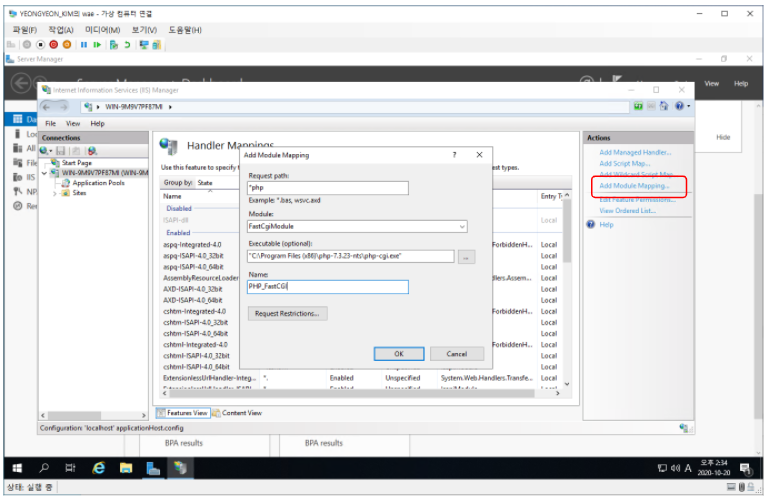 YEONGYEON_KIM의 wae - 가상 컴퓨터 연결
파일(F) 작업(A) 미디어(M) 보기(V) 도움말(H)
Server Manager
View Help
Internet Information Services (IIS) Manager
WIN-9M9V7PF87MI
File View Help
Hide
Connections
Start Page
WIN-9M9V7PF87MI (WIN-9M
Application Pools
Sites
Handler Mappings
Use this feature to specify
est types.
Group by: State
Name
Entry Ty
Disabled
ISAPI-dll
Local
Enabled
aspq-Integrated-4.0
ForbiddenH... Local
aspq-ISAPI-4.0_32bit
Local
aspq-ISAPI-4.0_64bit
Local
AssemblyResourceLoader
llers.Assem... Local
AXD-ISAPI-4.0_32bit
Local
AXD-ISAPI-4.0_64bit
Local
cshtm-Integrated-4.0
ForbiddenH... Local
cshtm-ISAPI-4.0_32bit
Local
cshtm-ISAPI-4.0_64bit
Local
cshtml-Integrated-4.0
ForbiddenH... Local
cshtml-ISAPI-4.0_32bit
Local
cshtml-ISAPI-4.0_64bit
Local
ExtensionlessUrlHandler-Integ... *. Enabled Unspecified System.Web.Handlers.Transfe... Local
Add Module Mapping ? X
Request path:
*php
Example: *.bas, wsvc.axd
Module:
FastCgiModule
Executable (optional):
"C:\Program Files (x86)\php-7.3.23-nts\php-cgi.exe"
...
Name:
PHP_FastCGI
Request Restrictions...
OK Cancel
Actions
Add Managed Handler...
Add Script Map...
Add Wildcard Script Map...
Add Module Mapping...
Edit Feature Permissions...
View Ordered List...
Help
Features View Content View
Configuration: 'localhost' applicationHost.config
BPA results BPA results
A 오후 2:34
2020-10-20
상태: 실행 중